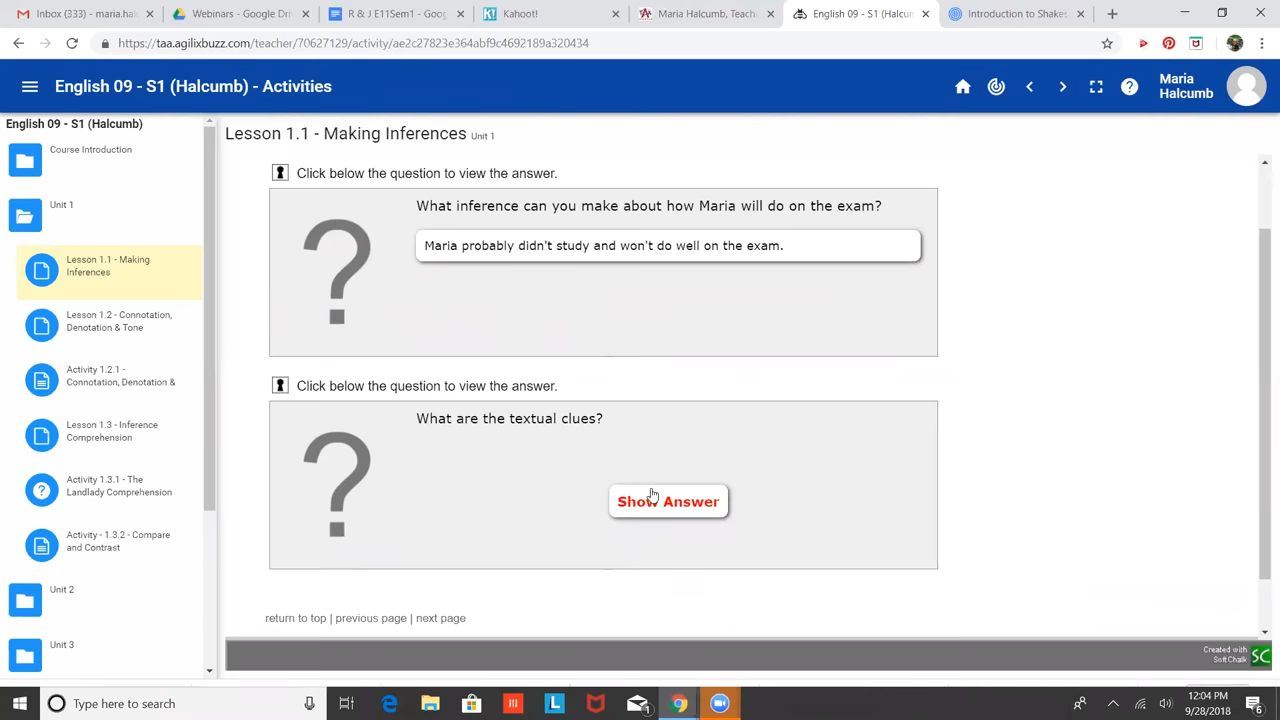 Inbox (333) - maria.hal
Webinars - Google Dri
R & J E11Sem1 - Goog
Kahoot!
Maria Halcumb, Teache
English 09 - S1 (Halcum
Introduction to Shakes
https://taa.agilixbuzz.com/teacher/70627129/activity/ae2c27823e364abf9c4692189a320434
English 09 - S1 (Halcumb) - Activities
Maria
Halcumb
English 09 - S1 (Halcumb)
Course Introduction
Unit 1
Lesson 1.1 - Making
Inferences
Lesson 1.2 - Connotation,
Denotation & Tone
Activity 1.2.1 -
Connotation, Denotation &
Lesson 1.3 - Inference
Comprehension
Activity 1.3.1 - The
Landlady Comprehension
Activity - 1.3.2 - Compare
and Contrast
Unit 2
Unit 3
Lesson 1.1 - Making Inferences Unit 1
Click below the question to view the answer.
?
What inference can you make about how Maria will do on the exam?
Maria probably didn't study and won't do well on the exam.
Click below the question to view the answer.
?
What are the textual clues?
Show Answer
return to top | previous page | next page
Created with
SoftChalk
SC
Type here to search
12:04 PM
9/28/2018